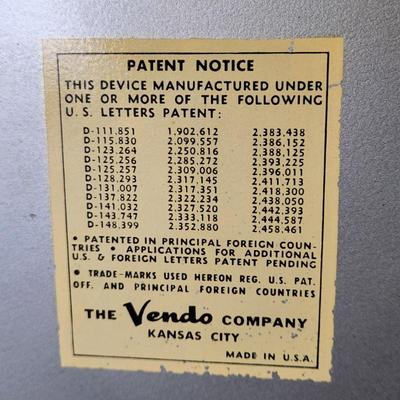 PATENT NOTICE
THIS DEVICE MANUFACTURED UNDER
ONE OR MORE OF THE FOLLOWING
U. S. LETTERS PATENT:
D-111.851 1.902.612 2.383.438
D-115.830 2.099.557 2.386.152
D-123.264 2.250.816 2.388.125
D-125.256 2.285.272 2.393.225
D-125.257 2.309.006 2.396.011
D-128.293 2.317.145 2.411.713
D-131.007 2.317.351 2.418.300
D-137.822 2.322.234 2.438.050
D-141.032 2.327.520 2.442.393
D-143.747 2.333.118 2.444.587
D-148.399 2.352.880 2.458.461
• PATENTED IN PRINCIPAL FOREIGN COUN-
TRIES • APPLICATIONS FOR ADDITIONAL
U.S. & FOREIGN LETTERS PATENT PENDING
• TRADE-MARKS USED HEREON REG. U.S. PAT.
OFF. AND PRINCIPAL FOREIGN COUNTRIES
THE Vendo COMPANY
KANSAS CITY
MADE IN U.S.A.